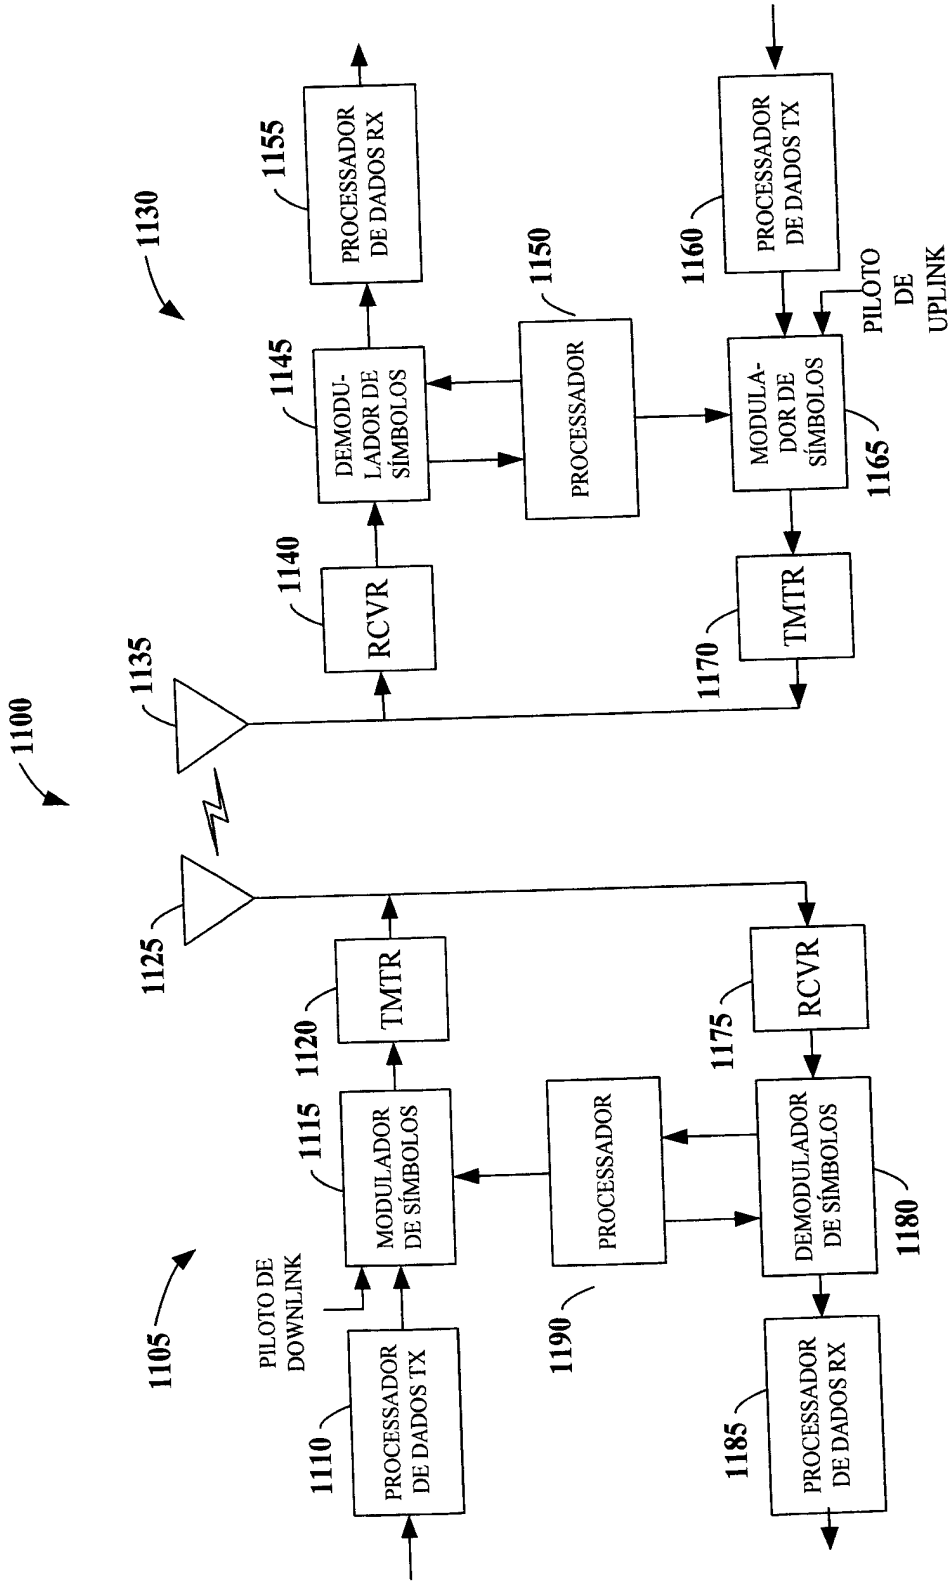 1100
1105
1130
1125
1135
PILOTO DE
DOWNLINK
1110
PROCESSADOR
DE DADOS TX
1115
MODULADOR
DE SÍMBOLOS
1120
TMTR
1140
RCVR
1145
DEMODU-
LADOR DE
SÍMBOLOS
1155
PROCESSADOR
DE DADOS RX
1190
PROCESSADOR
1150
PROCESSADOR
1185
PROCESSADOR
DE DADOS RX
1180
DEMODULADOR
DE SÍMBOLOS
1175
RCVR
1170
TMTR
1165
MODULA-
DOR DE
SÍMBOLOS
1160
PROCESSADOR
DE DADOS TX
PILOTO
DE
UPLINK